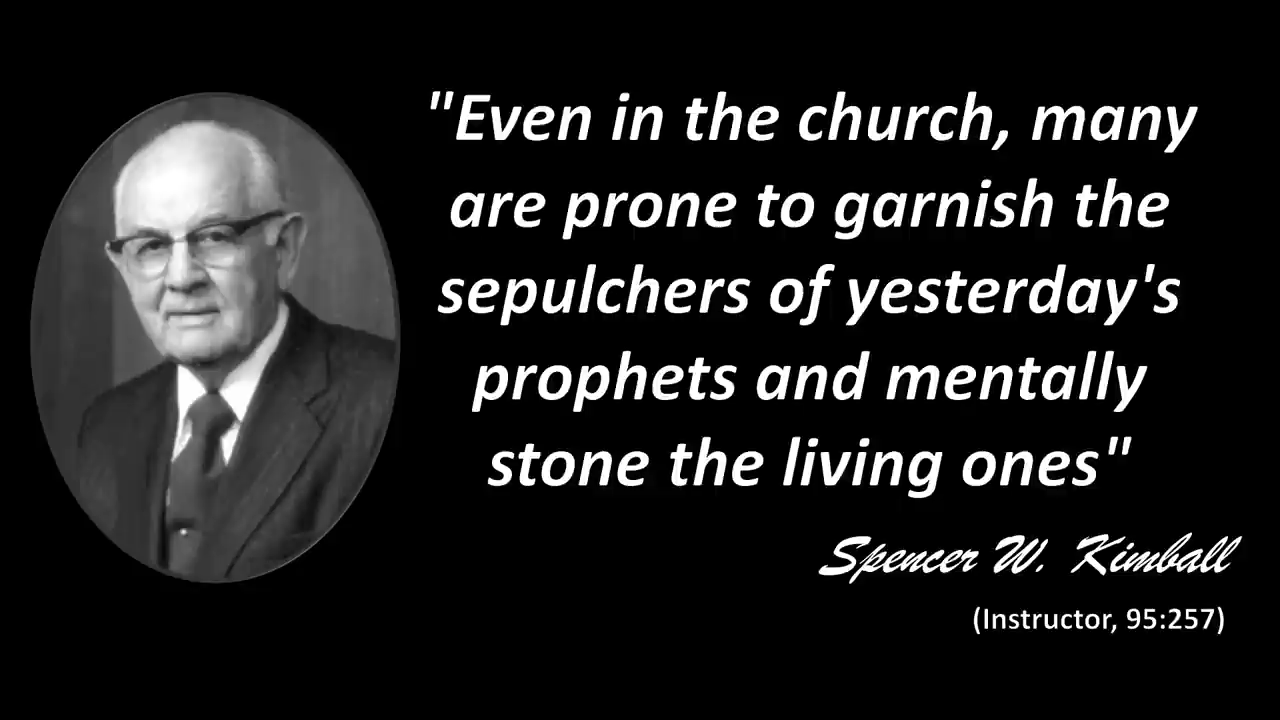 "Even in the church, many
are prone to garnish the
sepulchers of yesterday's
prophets and mentally
stone the living ones"
Spencer W. Kimball
(Instructor, 95:257)